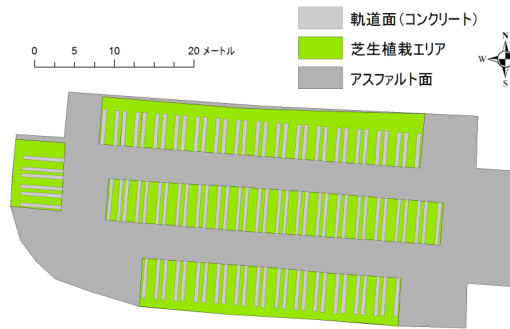 軌道面(コンクリート)
芝生植栽エリア
アスファルト面
0 5 10 20 メートル
N
W E
S